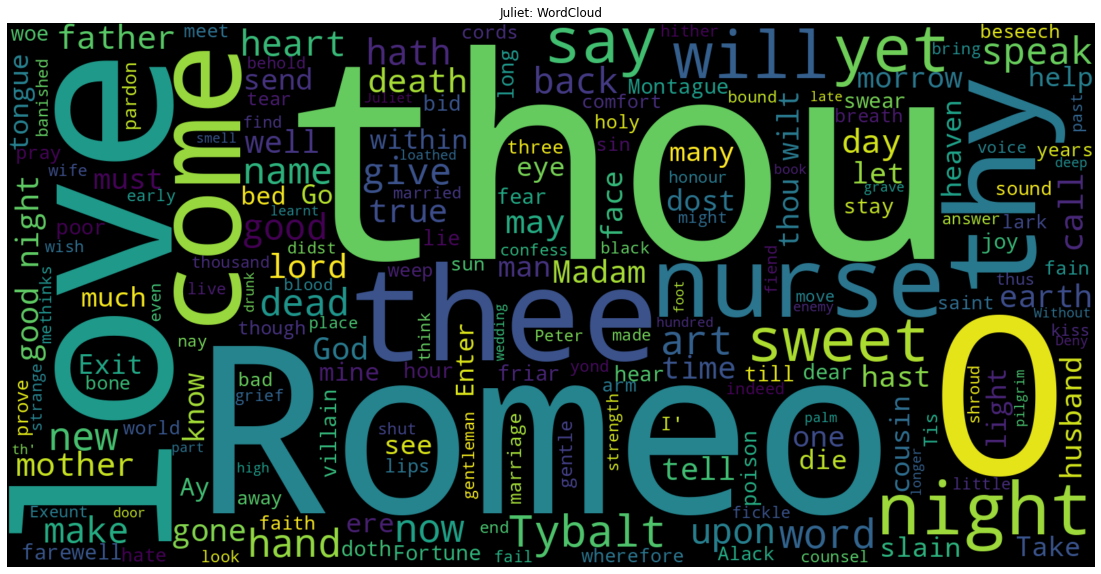 Juliet: WordCloud
woe meet cords hither beseech
father heart hath say will yet speak
tongue banished pardon behold send death back long Montague bring morrow help
love come tear Juliet bid comfort bound wilt swear late past
find well within thou holy sin many day breath heaven years
smell loathed three eye honour let voice deep
pray wife must name give married dost book grave thy sound call
early bed Go true fear face might stay answer lark
poor learnt may thou saint joy
wish good didst lie confess black
good night thousand lord weep sun man Madam nurse fiend thus fain
methinks even much live drunk blood dead thee foot move enemy earth Without
though place think wedding Peter made hundred sweet kiss Deny
Exit nay God Enter art O
bone mine hour friar yond time till dear hast
prove strange know bad hear arm indeed light shroud pilgrim husband
new world grief Romeo villain shut see gentleman marriage gentle strength I' palm one cousin Tis
th' part mother lips tell poison die longer
high
Ay away little
Exeunt door gone faith ere now end Tybalt fickle upon word night
make hand doth Fortune wherefore Alack slain Take
farewell hate look fail counsel